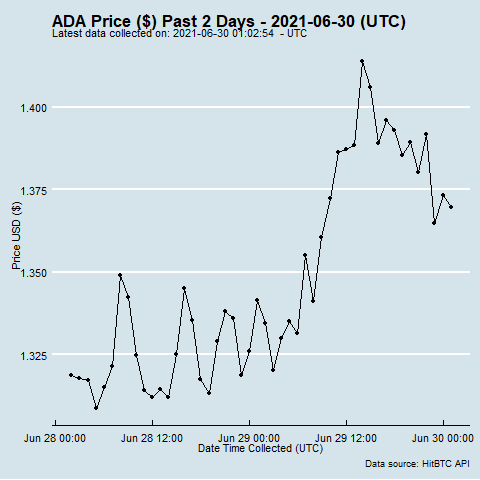 ADA Price ($) Past 2 Days - 2021-06-30 (UTC)
Latest data collected on: 2021-06-30 01:02:54  - UTC
Price USD ($)
1.400
1.375
1.350
1.325
Jun 28 00:00
Jun 28 12:00
Jun 29 00:00
Jun 29 12:00
Jun 30 00:00
Date Time Collected (UTC)
Data source: HitBTC API